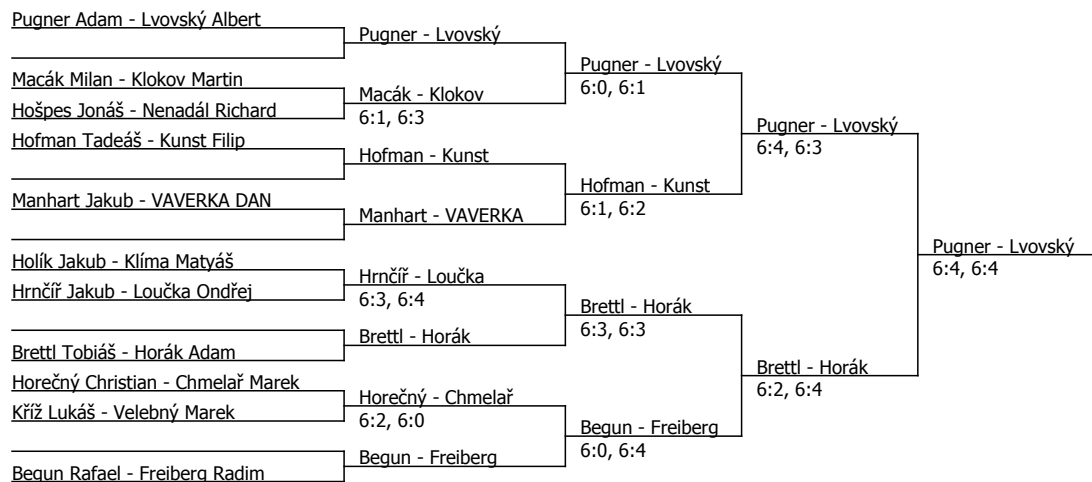 Pugner Adam - Lvovský Albert
Macák Milan - Klokov Martin
Hošpes Jonáš - Nenadál Richard
Hofman Tadeáš - Kunst Filip
Manhart Jakub - VAVERKA DAN
Holík Jakub - Klíma Matyáš
Hrnčíř Jakub - Loučka Ondřej
Brettl Tobiáš - Horák Adam
Horečný Christian - Chmelař Marek
Kříž Lukáš - Velebný Marek
Begun Rafael - Freiberg Radim
Pugner - Lvovský
Macák - Klokov
6:1, 6:3
Hofman - Kunst
Manhart - VAVERKA
Hrnčíř - Loučka
6:3, 6:4
Brettl - Horák
Horečný - Chmelař
6:2, 6:0
Begun - Freiberg
Pugner - Lvovský
6:0, 6:1
Hofman - Kunst
6:1, 6:2
Brettl - Horák
6:3, 6:3
Begun - Freiberg
6:0, 6:4
Pugner - Lvovský
6:4, 6:3
Brettl - Horák
6:2, 6:4
Pugner - Lvovský
6:4, 6:4